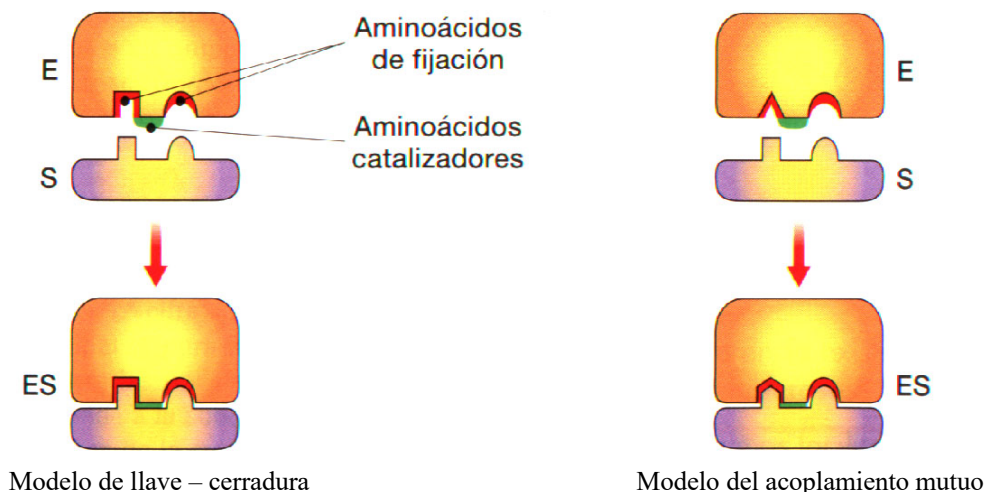 Aminoácidos
de fijación
E
Aminoácidos
catalizadores
S
ES
Modelo de llave – cerradura
E
S
ES
Modelo del acoplamiento mutuo